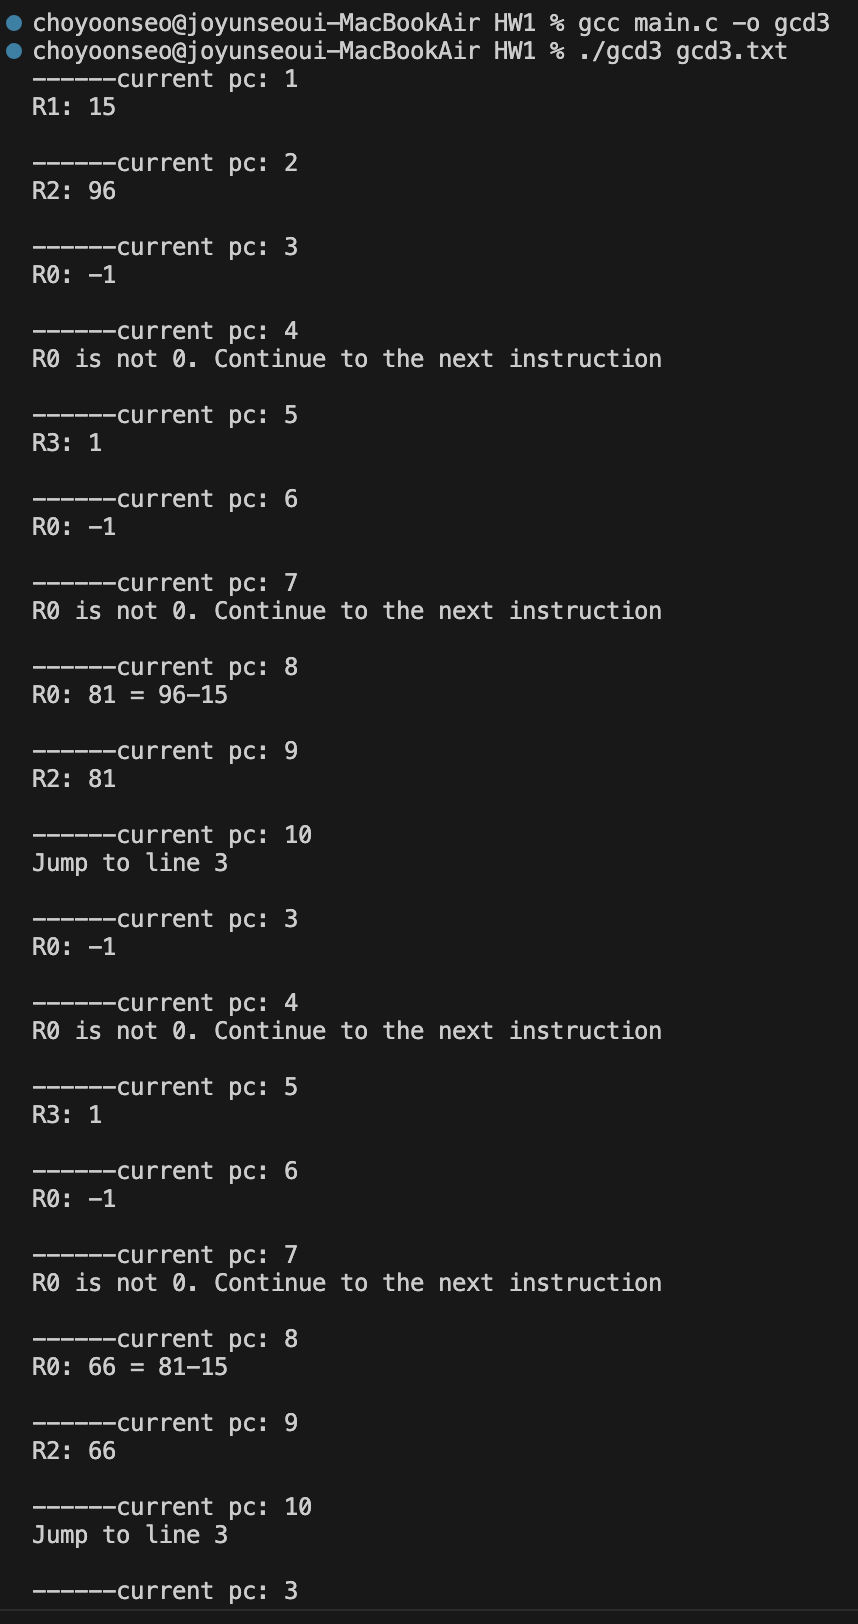 choyoonseo@joyunseoui-MacBookAir HW1 % gcc main.c -o gcd3
choyoonseo@joyunseoui-MacBookAir HW1 % ./gcd3 gcd3.txt
------current pc: 1
R1: 15
------current pc: 2
R2: 96
------current pc: 3
R0: -1
------current pc: 4
R0 is not 0. Continue to the next instruction
------current pc: 5
R3: 1
------current pc: 6
R0: -1
------current pc: 7
R0 is not 0. Continue to the next instruction
------current pc: 8
R0: 81 = 96-15
------current pc: 9
R2: 81
------current pc: 10
Jump to line 3
------current pc: 3
R0: -1
------current pc: 4
R0 is not 0. Continue to the next instruction
------current pc: 5
R3: 1
------current pc: 6
R0: -1
------current pc: 7
R0 is not 0. Continue to the next instruction
------current pc: 8
R0: 66 = 81-15
------current pc: 9
R2: 66
------current pc: 10
Jump to line 3
------current pc: 3